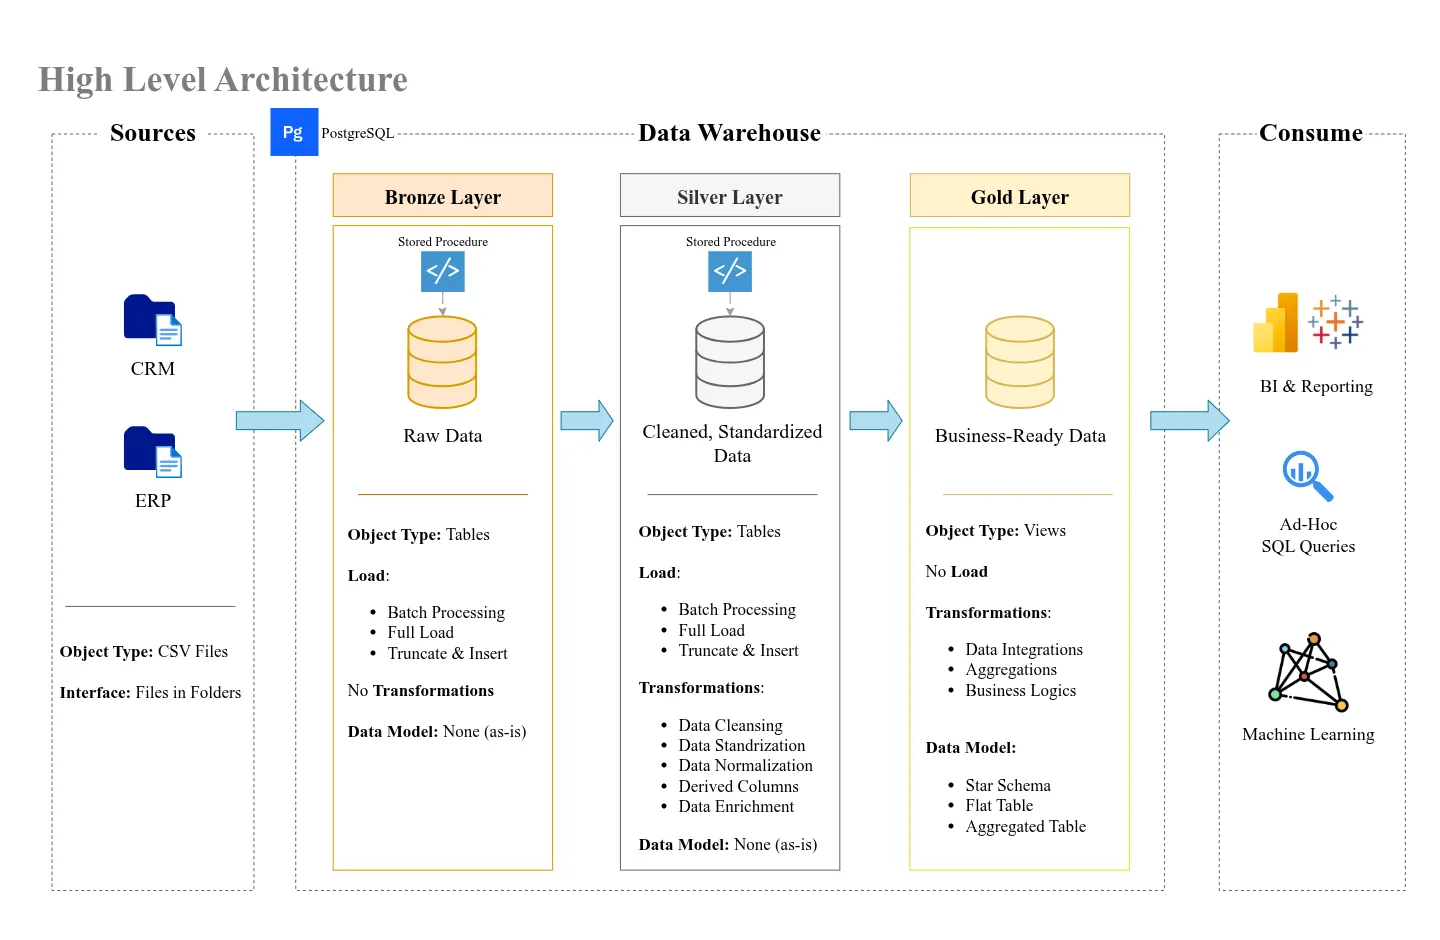 High Level Architecture
Sources
CRM
ERP
Object Type: CSV Files
Interface: Files in Folders
Pg
PostgreSQL
Data Warehouse
Bronze Layer
Stored Procedure
</>
Raw Data
Object Type: Tables
Load:
• Batch Processing
• Full Load
• Truncate & Insert
No Transformations
Data Model: None (as-is)
Silver Layer
Stored Procedure
</>
Cleaned, Standardized
Data
Object Type: Tables
Load:
• Batch Processing
• Full Load
• Truncate & Insert
Transformations:
• Data Cleansing
• Data Standrization
• Data Normalization
• Derived Columns
• Data Enrichment
Data Model: None (as-is)
Gold Layer
Business-Ready Data
Object Type: Views
No Load
Transformations:
• Data Integrations
• Aggregations
• Business Logics
Data Model:
• Star Schema
• Flat Table
• Aggregated Table
Consume
BI & Reporting
Ad-Hoc
SQL Queries
Machine Learning